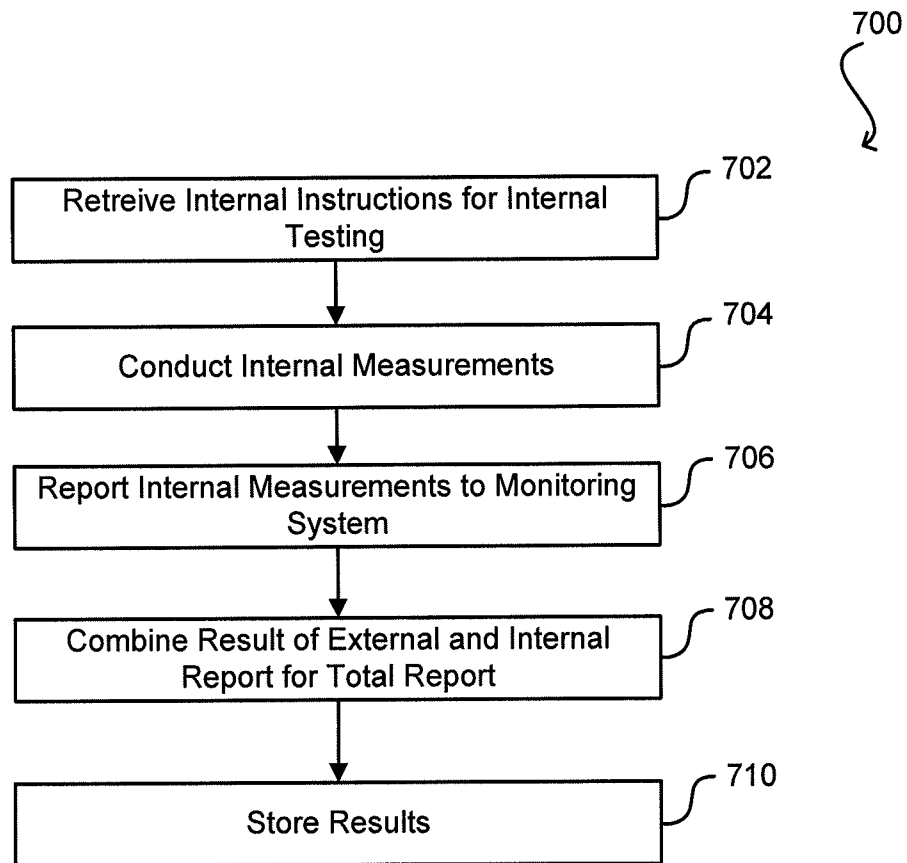 700
702
Retreive Internal Instructions for Internal
Testing
704
Conduct Internal Measurements
706
Report Internal Measurements to Monitoring
System
708
Combine Result of External and Internal
Report for Total Report
710
Store Results